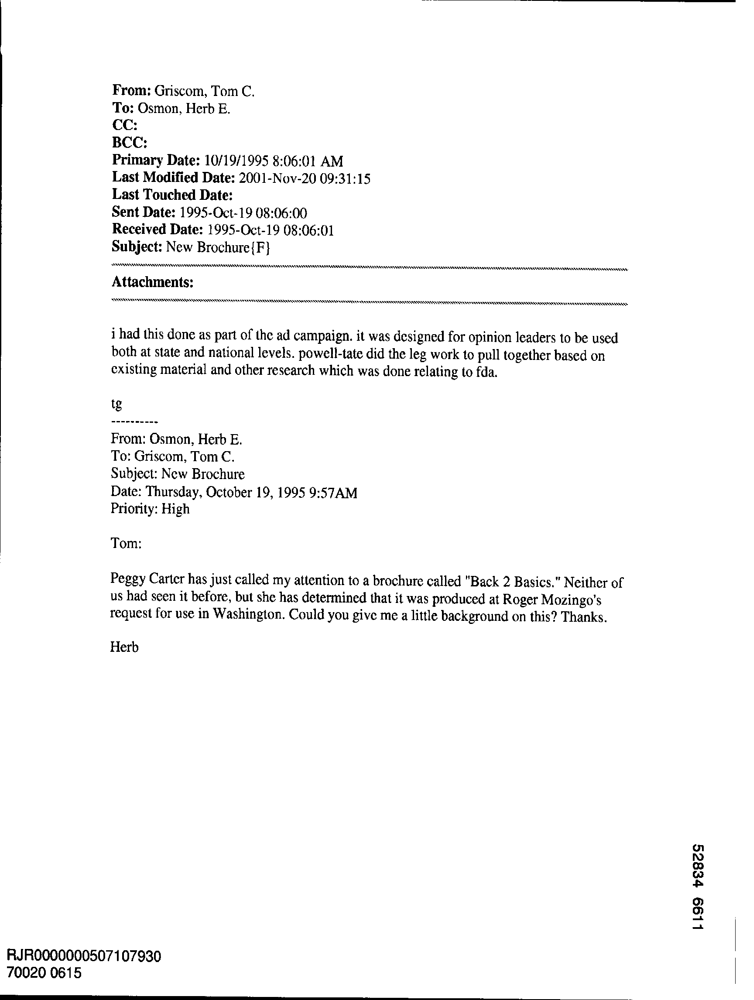 From: Griscom, Tom C.
To: Osmon, Herb E.
CC:
BCC:
Primary Date: 10/19/1995 8:06:01 AM
Last Modified Date: 2001-Nov-20 09:31:15
Last Touched Date:
Sent Date: 1995-Oct-19 08:06:00
Received Date: 1995-Oct-19 08:06:01
Subject: New Brochure{F}
Attachments:
i had this done as part of the ad campaign. it was designed for opinion leaders to be used
both at state and national levels. powell-tate did the leg work to pull together based on
existing material and other research which was done relating to fda.
tg
----------
From: Osmon, Herb E.
To: Griscom, Tom C.
Subject: New Brochure
Date: Thursday, October 19, 1995 9:57AM
Priority: High
Tom:
Peggy Carter has just called my attention to a brochure called "Back 2 Basics." Neither of
us had seen it before, but she has determined that it was produced at Roger Mozingo's
request for use in Washington. Could you give me a little background on this? Thanks.
Herb
52834 6611
RJR0000000507107930
70020 0615